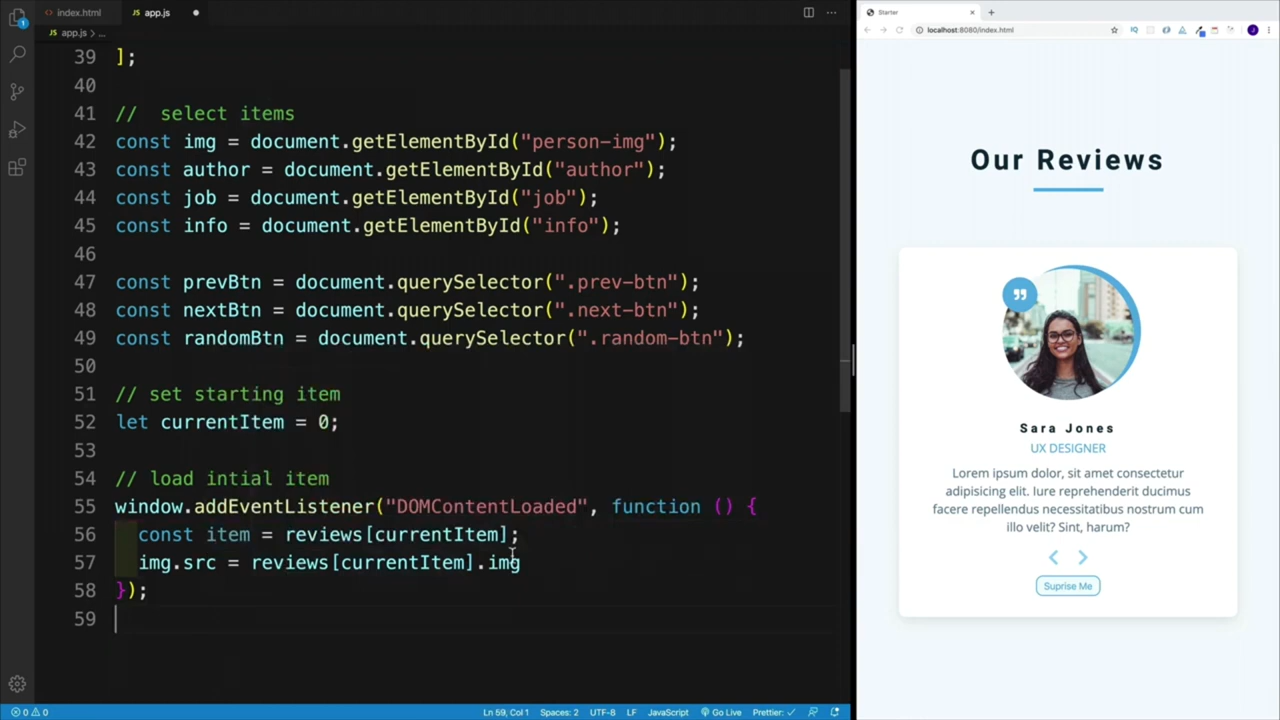 index.html
app.js
app.js > ...
39 ];
40
41 //  select items
42 const img = document.getElementById("person-img");
43 const author = document.getElementById("author");
44 const job = document.getElementById("job");
45 const info = document.getElementById("info");
46
47 const prevBtn = document.querySelector(".prev-btn");
48 const nextBtn = document.querySelector(".next-btn");
49 const randomBtn = document.querySelector(".random-btn");
50
51 // set starting item
52 let currentItem = 0;
53
54 // load intial item
55 window.addEventListener("DOMContentLoaded", function () {
56   const item = reviews[currentItem];
57   img.src = reviews[currentItem].img
58 });
59
1
0 0
Ln 59, Col 1
Spaces: 2
UTF-8
LF
JavaScript
Go Live
Prettier: ✓
Starter
localhost:8080/index.html
J
Our Reviews
Sara Jones
UX DESIGNER
Lorem ipsum dolor, sit amet consectetur
adipisicing elit. Iure reprehenderit ducimus
facere repellendus necessitatibus nostrum cum
illo velit? Sint, harum?
Suprise Me